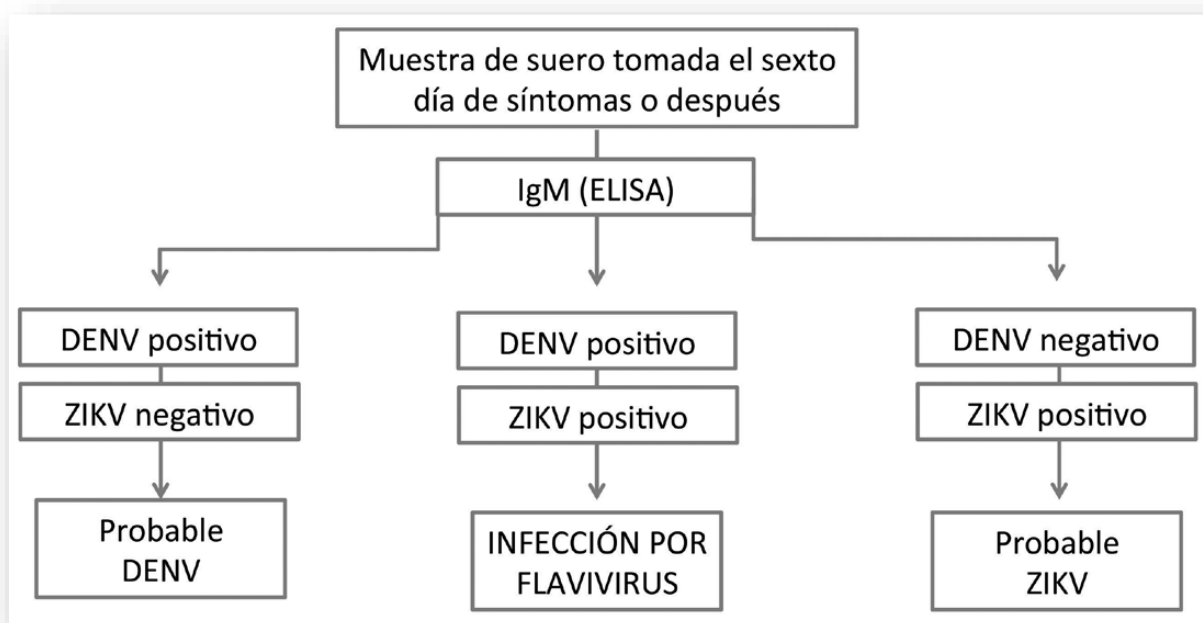 Muestra de suero tomada el sexto
día de síntomas o después
IgM (ELISA)
DENV positivo
ZIKV negativo
Probable
DENV
DENV positivo
ZIKV positivo
INFECCIÓN POR
FLAVIVIRUS
DENV negativo
ZIKV positivo
Probable
ZIKV